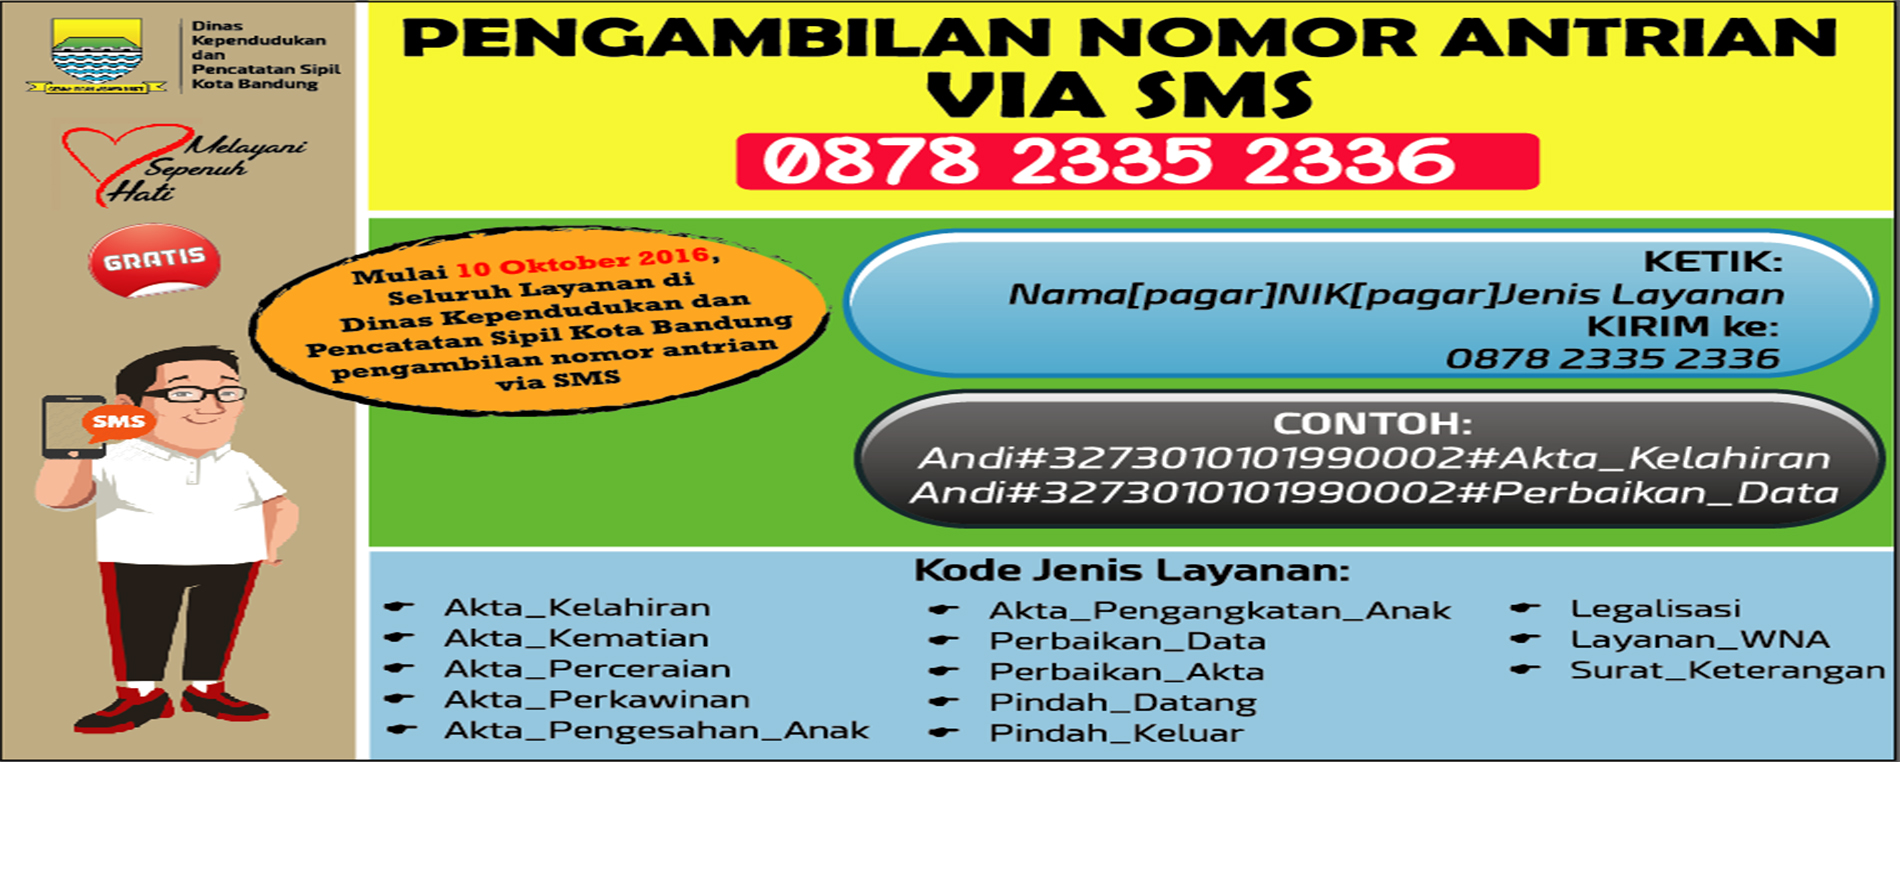 Dinas
Kependudukan
dan
Pencatatan Sipil
Kota Bandung
Melayani
Sepenuh
Hati
GRATIS
SMS
PENGAMBILAN NOMOR ANTRIAN
VIA SMS
0878 2335 2336
Mulai 10 Oktober 2016,
Seluruh Layanan di
Dinas Kependudukan dan
Pencatatan Sipil Kota Bandung
pengambilan nomor antrian
via SMS
KETIK:
Nama[pagar]NIK[pagar]Jenis Layanan
KIRIM ke:
0878 2335 2336
CONTOH:
Andi#3273010101990002#Akta_Kelahiran
Andi#3273010101990002#Perbaikan_Data
Kode Jenis Layanan:
Akta_Kelahiran
Akta_Kematian
Akta_Perceraian
Akta_Perkawinan
Akta_Pengesahan_Anak
Akta_Pengangkatan_Anak
Perbaikan_Data
Perbaikan_Akta
Pindah_Datang
Pindah_Keluar
Legalisasi
Layanan_WNA
Surat_Keterangan